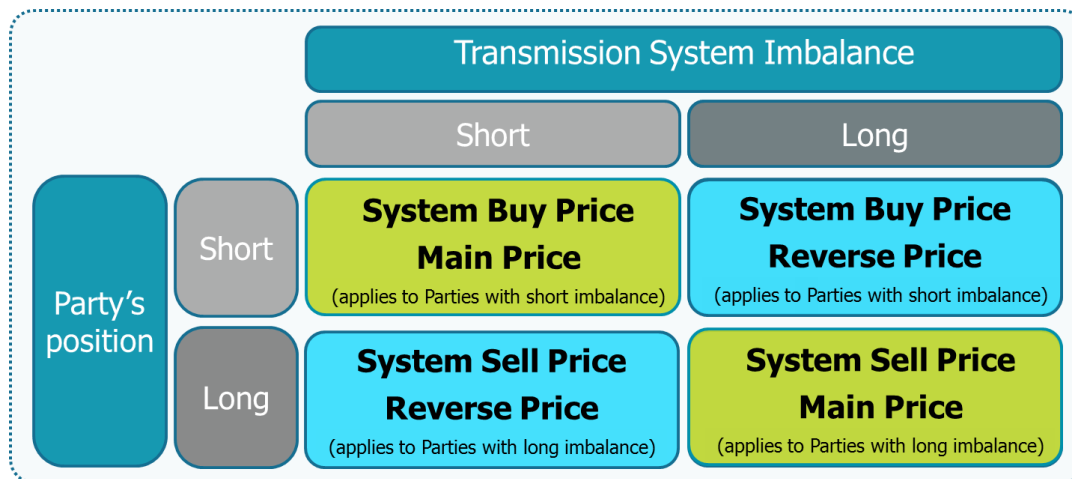 Transmission System Imbalance
Short
Long
Party’s
position
Short
System Buy Price
Main Price
(applies to Parties with short imbalance)
System Buy Price
Reverse Price
(applies to Parties with short imbalance)
Long
System Sell Price
Reverse Price
(applies to Parties with long imbalance)
System Sell Price
Main Price
(applies to Parties with long imbalance)